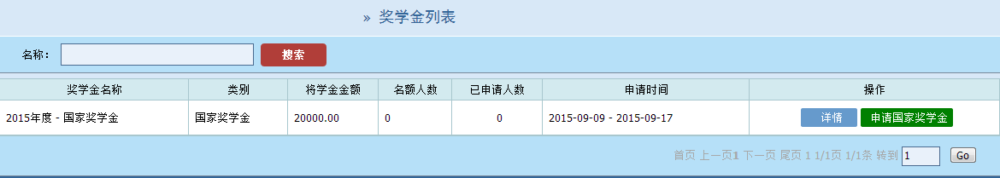 » 奖学金列表
名称： 搜索
奖学金名称 类别 将学金金额 名额人数 已申请人数 申请时间 操作
2015年度 - 国家奖学金 国家奖学金 20000.00 0 0 2015-09-09 - 2015-09-17 详情 申请国家奖学金
首页 上一页1 下一页 尾页 1 1/1页 1/1条 转到 1 Go